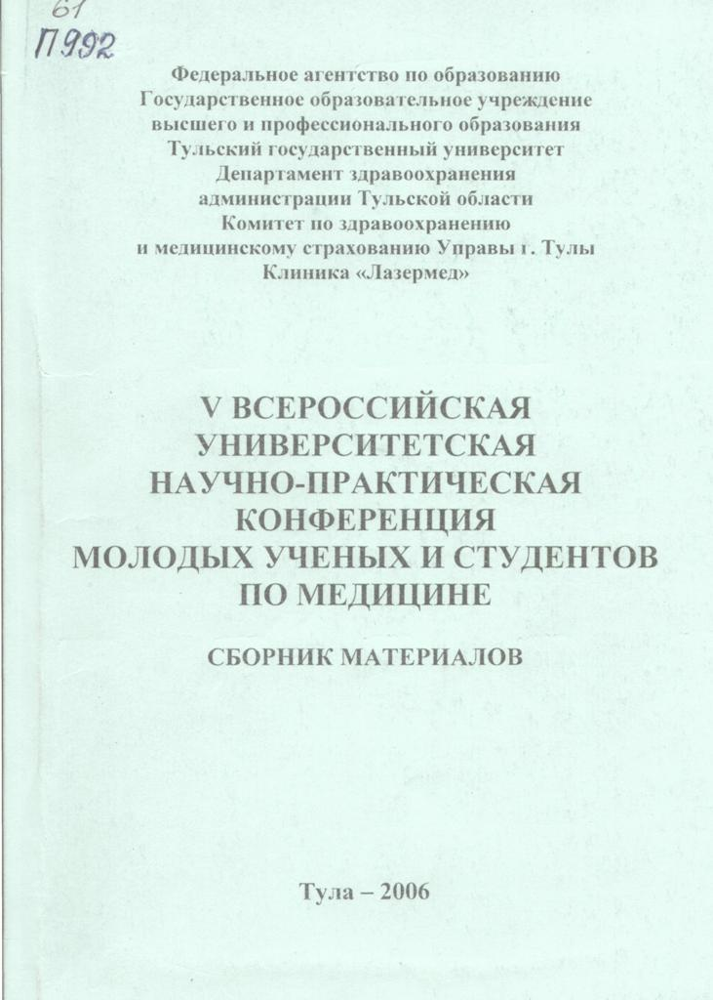 61
П992
Федеральное агентство по образованию
Государственное образовательное учреждение
высшего и профессионального образования
Тульский государственный университет
Департамент здравоохранения
администрации Тульской области
Комитет по здравоохранению
и медицинскому страхованию Управы г. Тулы
Клиника «Лазермед»
V ВСЕРОССИЙСКАЯ
УНИВЕРСИТЕТСКАЯ
НАУЧНО-ПРАКТИЧЕСКАЯ
КОНФЕРЕНЦИЯ
МОЛОДЫХ УЧЕНЫХ И СТУДЕНТОВ
ПО МЕДИЦИНЕ
СБОРНИК МАТЕРИАЛОВ
Тула – 2006